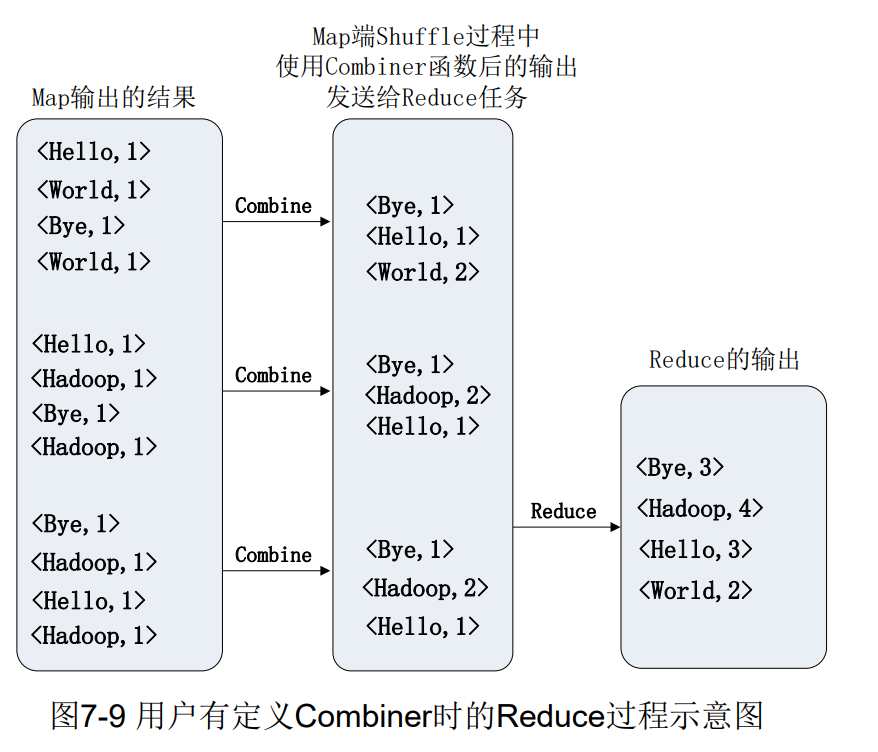 Map输出的结果
<Hello,1>
<World,1>
<Bye,1>
<World,1>
<Hello,1>
<Hadoop,1>
<Bye,1>
<Hadoop,1>
<Bye,1>
<Hadoop,1>
<Hello,1>
<Hadoop,1>
Combine
Combine
Combine
Map端Shuffle过程中
使用Combiner函数后的输出
发送给Reduce任务
<Bye,1>
<Hello,1>
<World,2>
<Bye,1>
<Hadoop,2>
<Hello,1>
<Bye,1>
<Hadoop,2>
<Hello,1>
Reduce
Reduce的输出
<Bye,3>
<Hadoop,4>
<Hello,3>
<World,2>
图7-9 用户有定义Combiner时的Reduce过程示意图